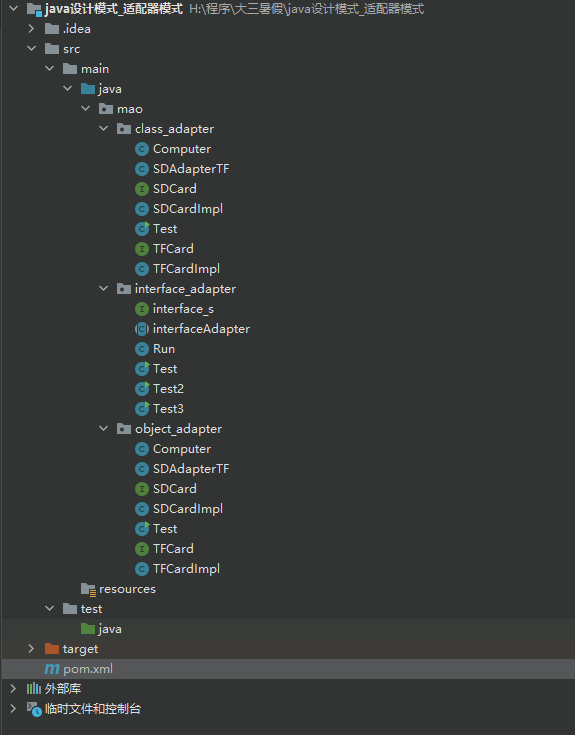 java设计模式_适配器模式 H:\程序\大三暑假\java设计模式_适配器模式
.idea
src
main
java
mao
class_adapter
Computer
SDAdapterTF
SDCard
SDCardImpl
Test
TFCard
TFCardImpl
interface_adapter
interface_s
interfaceAdapter
Run
Test
Test2
Test3
object_adapter
Computer
SDAdapterTF
SDCard
SDCardImpl
Test
TFCard
TFCardImpl
resources
test
java
target
pom.xml
外部库
临时文件和控制台